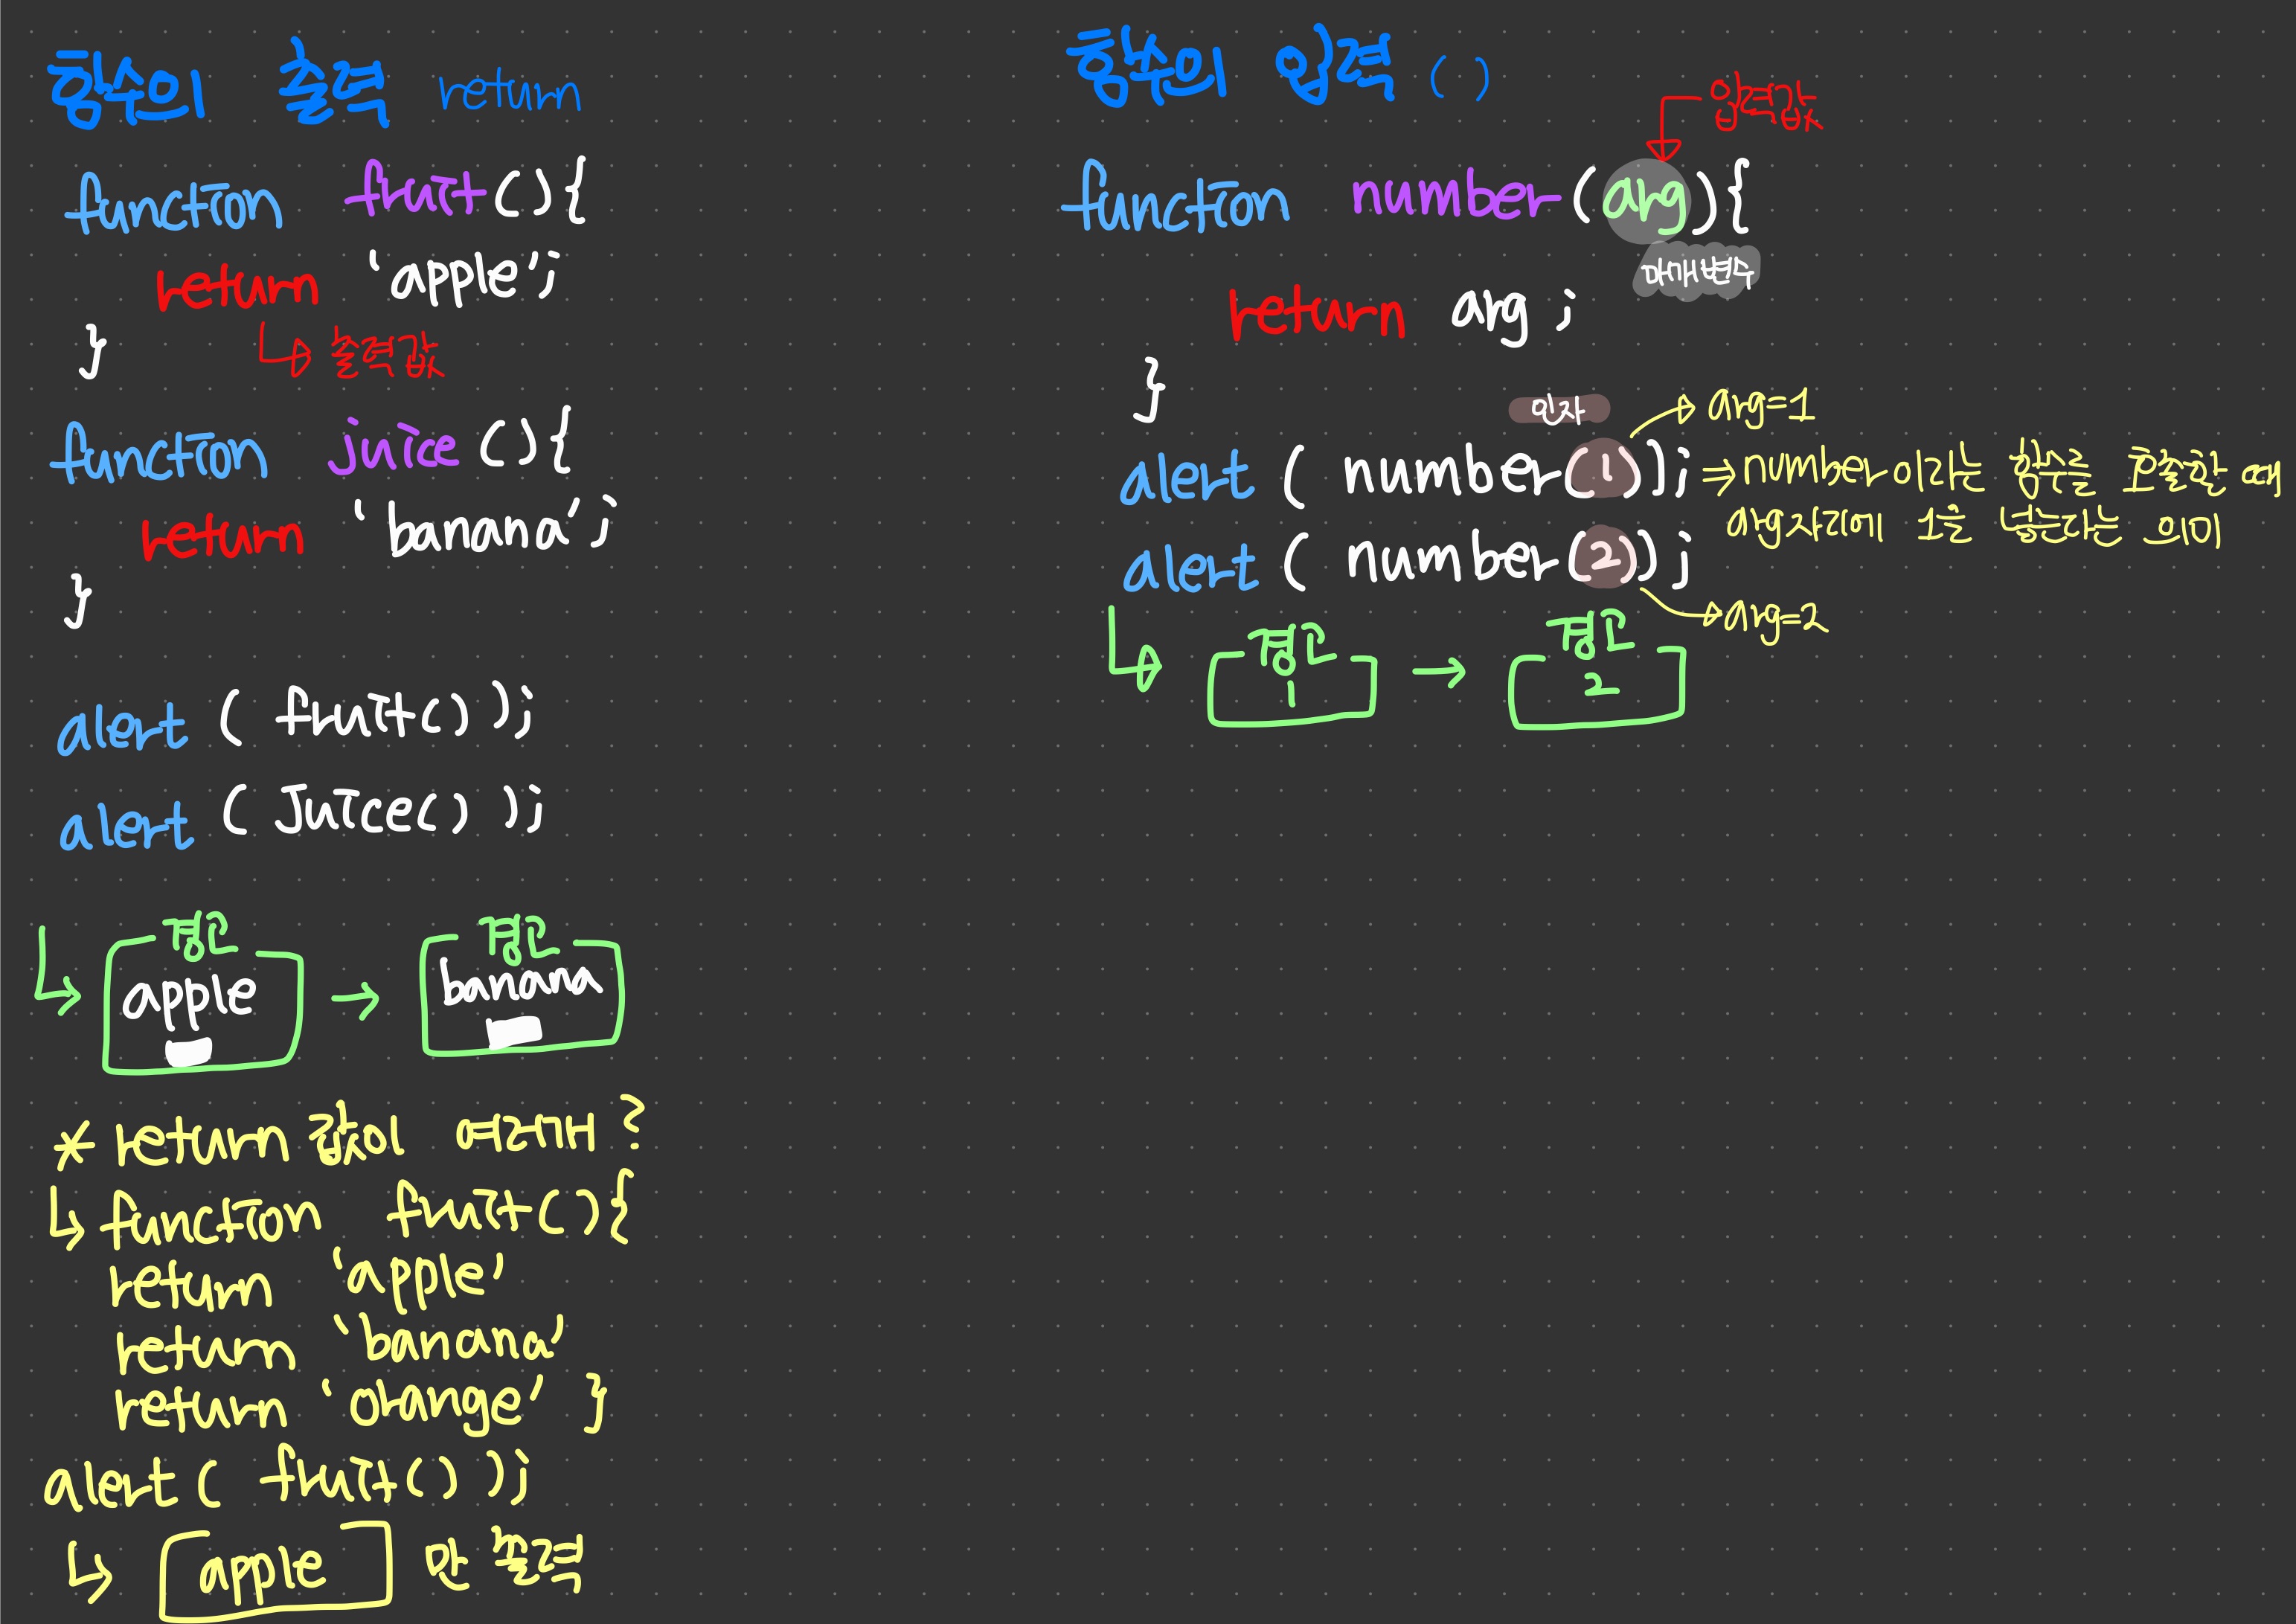 함수의 출력 return
function fruit(){
return 'apple';
}
출력값
function juice(){
return 'banana';
}
alert ( fruit() );
alert ( Juice() );
경고
apple
→
경고
banana
* return 값이 여러개?
function fruit(){
return 'apple'
return 'banana'
return 'orange' }
alert( fruit() );
apple 만 출력
함수의 입력 ( )
입력값
function number (arg){
매개변수
return arg ;
}
인자
arg=1
alert ( number(1)); ⇒ number이라는 함수를 호출할 때
arg자리에 1을 넣는다는 의미
alert ( number(2));
arg=2
경고
1
→
경고
2